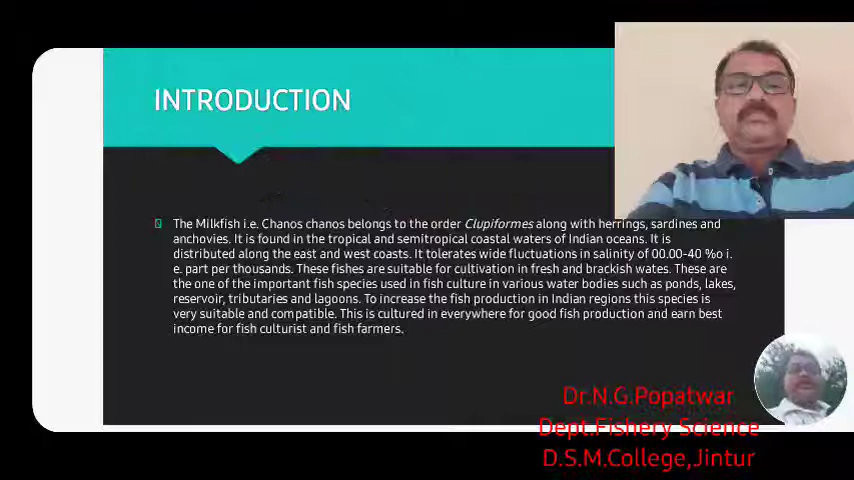 INTRODUCTION
The Milkfish i.e. Chanos chanos belongs to the order Clupiformes along with herrings, sardines and
anchovies. It is found in the tropical and semitropical coastal waters of Indian oceans. It is
distributed along the east and west coasts. It tolerates wide fluctuations in salinity of 00.00-40 ‰ i.
e. part per thousands. These fishes are suitable for cultivation in fresh and brackish wates. These are
the one of the important fish species used in fish culture in various water bodies such as ponds, lakes,
reservoir, tributaries and lagoons. To increase the fish production in Indian regions this species is
very suitable and compatible. This is cultured in everywhere for good fish production and earn best
income for fish culturist and fish farmers.
Dr.N.G.Popatwar
Dept.Fishery Science
D.S.M.College,Jintur